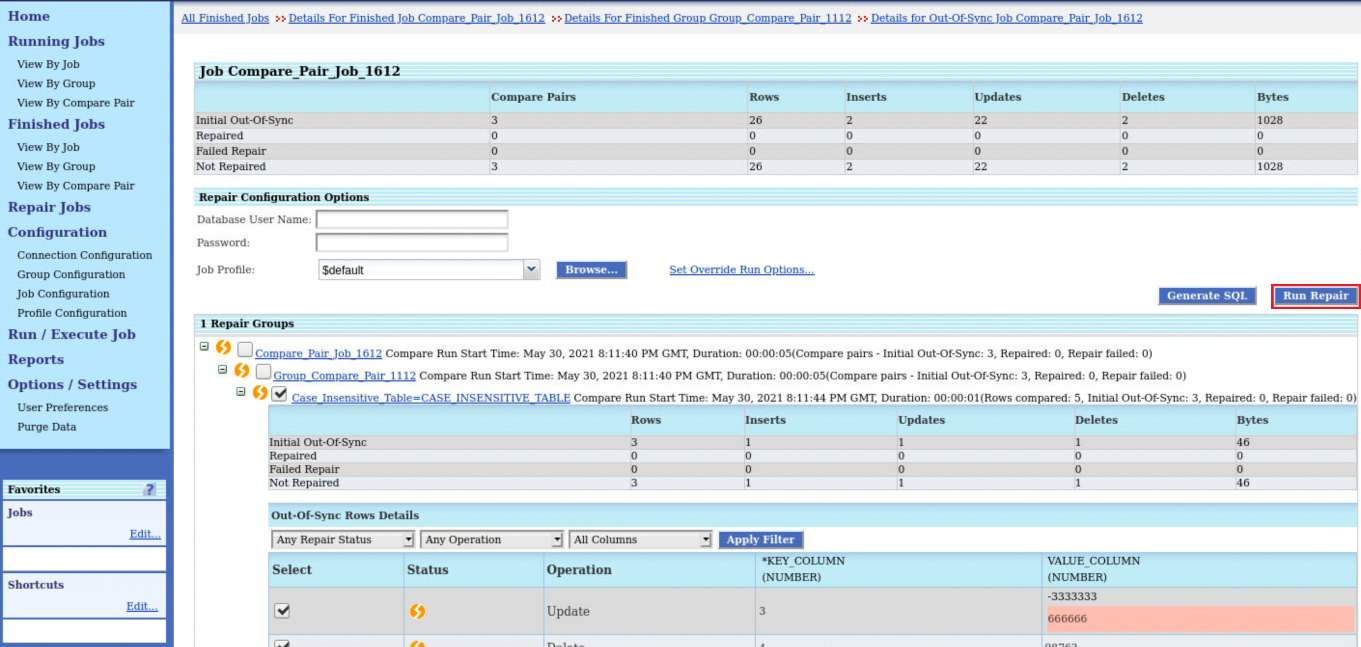 Home
Running Jobs
View By Job
View By Group
View By Compare Pair
Finished Jobs
View By Job
View By Group
View By Compare Pair
Repair Jobs
Configuration
Connection Configuration
Group Configuration
Job Configuration
Profile Configuration
Run / Execute Job
Reports
Options / Settings
User Preferences
Purge Data
Favorites ?
Jobs
Edit...
Shortcuts
Edit...
All Finished Jobs >> Details For Finished Job Compare_Pair_Job_1612 >> Details For Finished Group Group_Compare_Pair_1112 >> Details for Out-Of-Sync Job Compare_Pair_Job_1612
Job Compare_Pair_Job_1612
Compare Pairs Rows Inserts Updates Deletes Bytes
Initial Out-Of-Sync 3 26 2 22 2 1028
Repaired 0 0 0 0 0 0
Failed Repair 0 0 0 0 0 0
Not Repaired 3 26 2 22 2 1028
Repair Configuration Options
Database User Name:
Password:
Job Profile: $default Browse... Set Override Run Options...
Generate SQL Run Repair
1 Repair Groups
Compare_Pair_Job_1612 Compare Run Start Time: May 30, 2021 8:11:40 PM GMT, Duration: 00:00:05(Compare pairs - Initial Out-Of-Sync: 3, Repaired: 0, Repair failed: 0)
Group_Compare_Pair_1112 Compare Run Start Time: May 30, 2021 8:11:40 PM GMT, Duration: 00:00:05(Compare pairs - Initial Out-Of-Sync: 3, Repaired: 0, Repair failed: 0)
Case_Insensitive_Table=CASE_INSENSITIVE_TABLE Compare Run Start Time: May 30, 2021 8:11:44 PM GMT, Duration: 00:00:01(Rows compared: 5, Initial Out-Of-Sync: 3, Repaired: 0, Repair failed: 0)
Rows Inserts Updates Deletes Bytes
Initial Out-Of-Sync 3 1 1 1 46
Repaired 0 0 0 0 0
Failed Repair 0 0 0 0 0
Not Repaired 3 1 1 1 46
Out-Of-Sync Rows Details
Any Repair Status Any Operation All Columns Apply Filter
Select Status Operation *KEY_COLUMN (NUMBER) VALUE_COLUMN (NUMBER)
Update 3 -3333333
666666
Delete